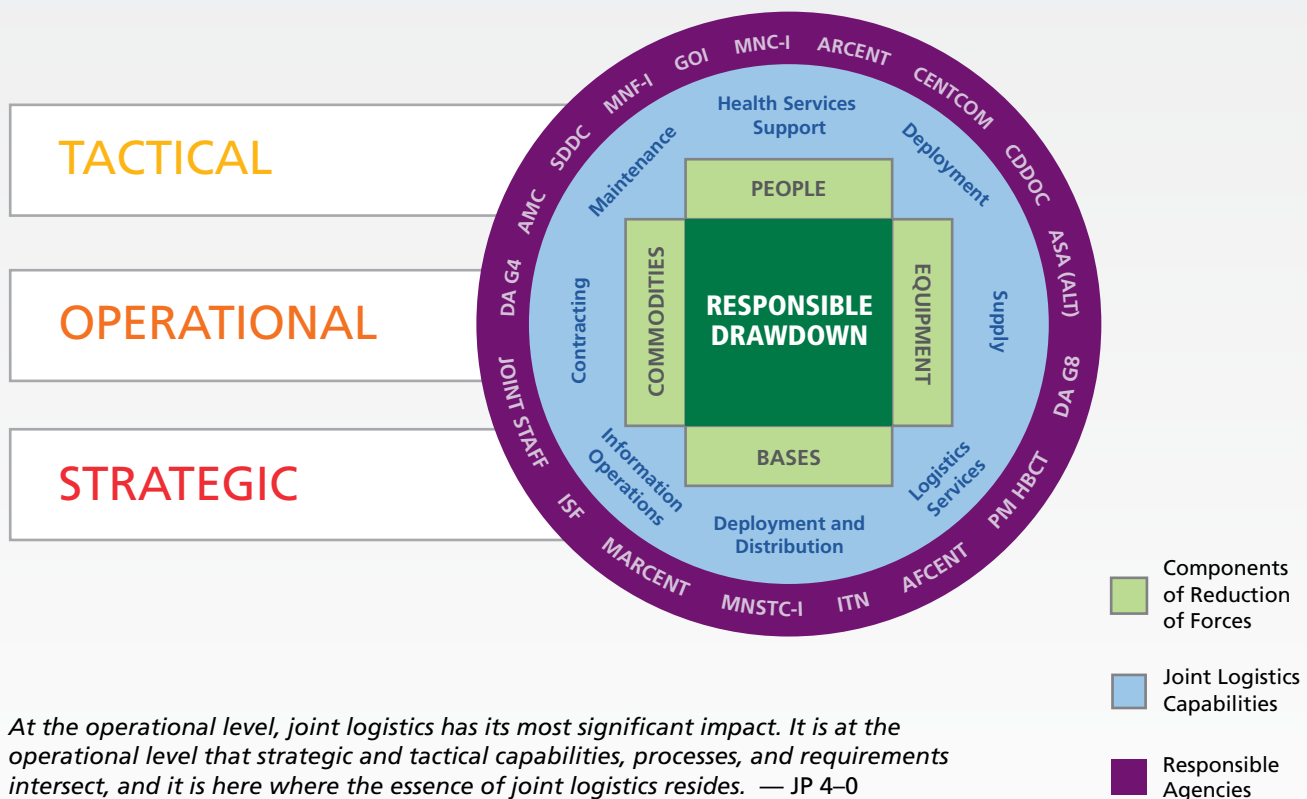 TACTICAL
OPERATIONAL
STRATEGIC
MNC-I
ARCENT
CENTCOM
CDDOC
ASA (ALT)
DA G8
PM HBCT
AFCENT
ITN
MNSTC-I
MARCENT
ISF
JOINT STAFF
DA G4
AMC
SDDC
MNF-I
GOI
Health Services
Support
Deployment
Supply
Logistics
Services
Deployment and
Distribution
Information
Operations
Contracting
Maintenance
PEOPLE
EQUIPMENT
BASES
COMMODITIES
RESPONSIBLE
DRAWDOWN
Components
of Reduction
of Forces
Joint Logistics
Capabilities
Responsible
Agencies
At the operational level, joint logistics has its most significant impact. It is at the
operational level that strategic and tactical capabilities, processes, and requirements
intersect, and it is here where the essence of joint logistics resides. — JP 4–0